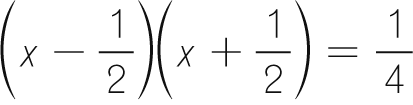 (x − 1/2)(x + 1/2) = 1/4